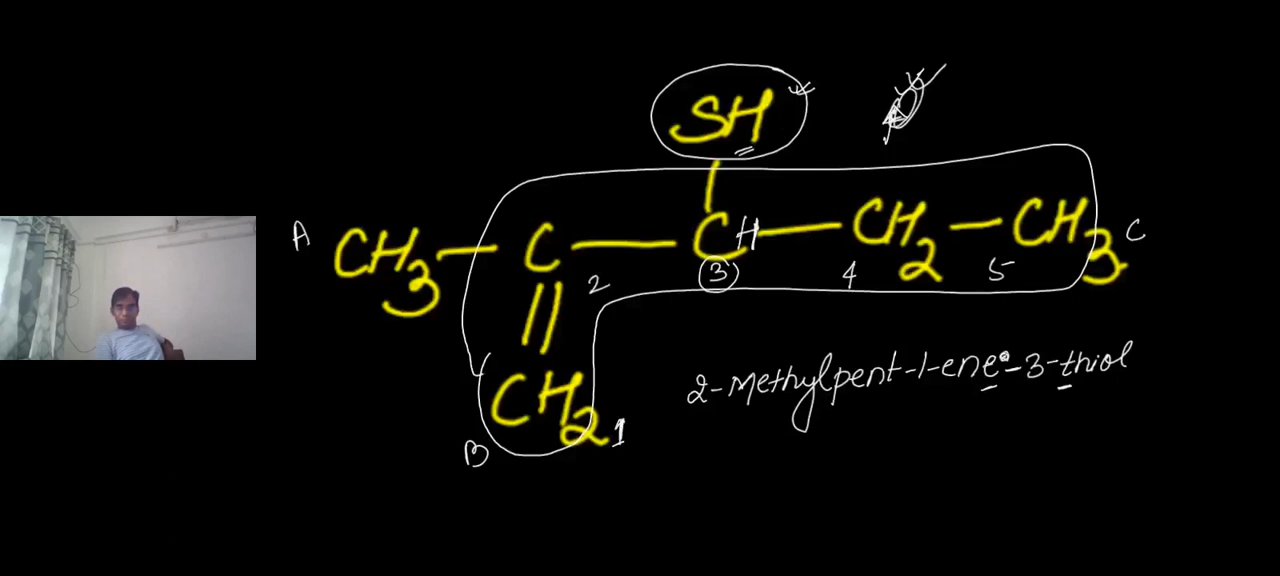 SH
A CH3 - C - CH - CH2 - CH3 C
2 3 4 5
||
CH2 1
B
2-Methylpent-1-ene-3-thiol